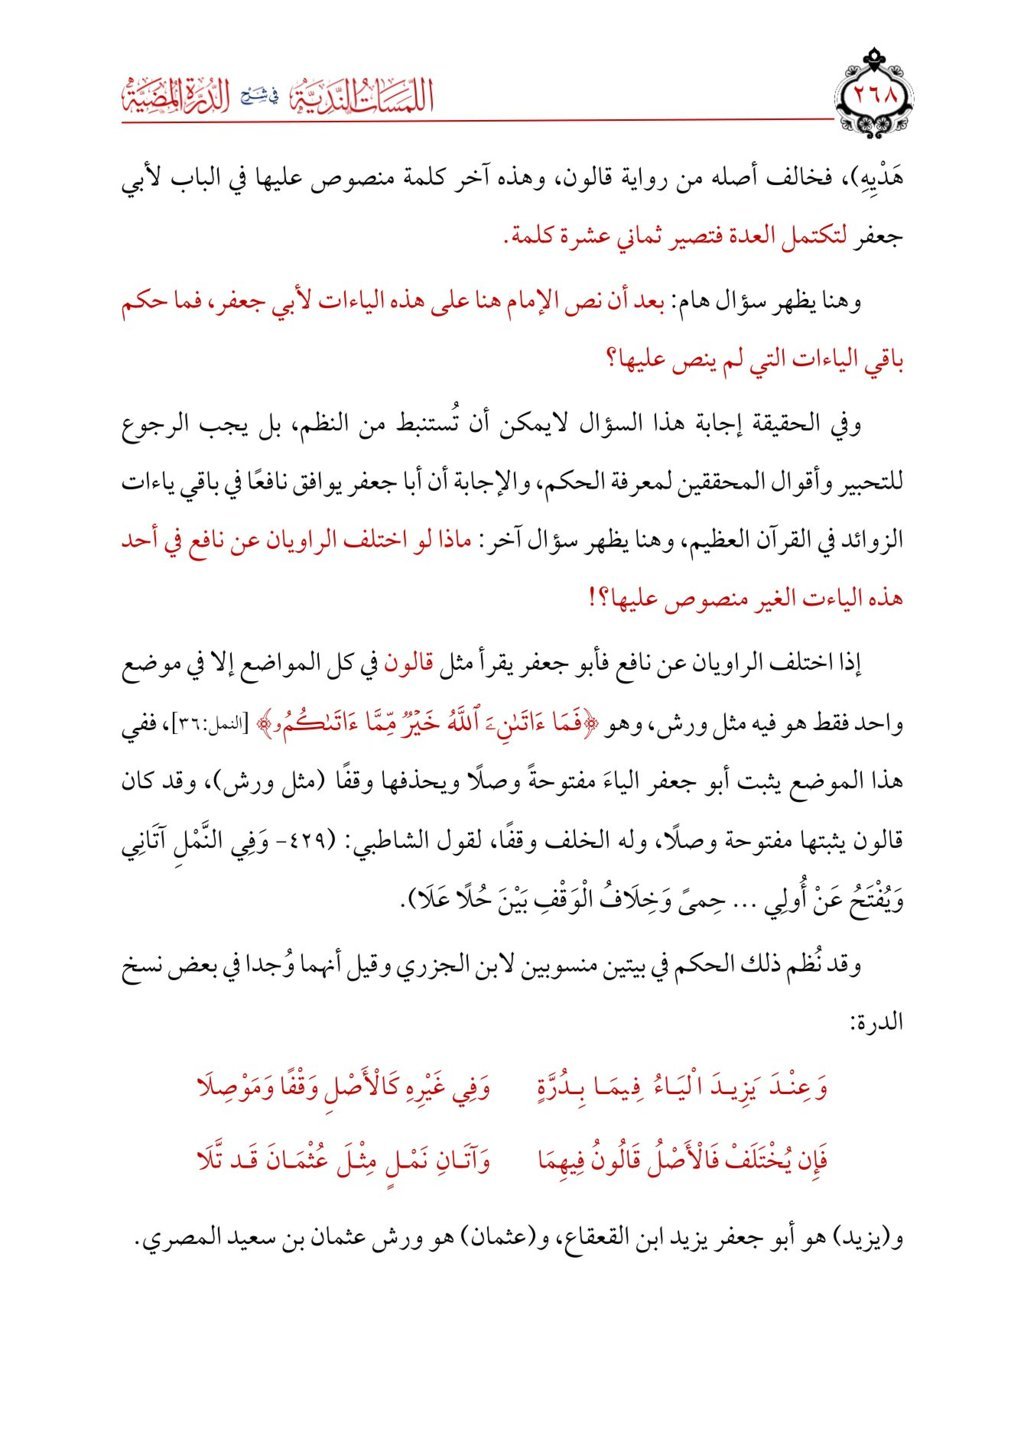 ٢٦٨
اللمسات الندية في شرح الدرة المضية
هَدْيِهِ)، فخالف أصله من رواية قالون، وهذه آخر كلمة منصوص عليها في الباب لأبي
جعفر لتكتمل العدة فتصير ثماني عشرة كلمة.
وهنا يظهر سؤال هام: بعد أن نص الإمام هنا على هذه الياءات لأبي جعفر، فما حكم
باقي الياءات التي لم ينص عليها؟
وفي الحقيقة إجابة هذا السؤال لايمكن أن تُستنبط من النظم، بل يجب الرجوع
للتحبير وأقوال المحققين لمعرفة الحكم، والإجابة أن أبا جعفر يوافق نافعًا في باقي ياءات
الزوائد في القرآن العظيم، وهنا يظهر سؤال آخر: ماذا لو اختلف الراويان عن نافع في أحد
هذه الياءت الغير منصوص عليها؟!
إذا اختلف الراويان عن نافع فأبو جعفر يقرأ مثل قالون في كل المواضع إلا في موضع
واحد فقط هو فيه مثل ورش، وهو ﴿فَمَا ءَاتَىٰنِۦَ ٱللَّهُ خَيْرٌ مِّمَّا ءَاتَىٰكُمُۥ﴾ [النمل:٣٦]، ففي
هذا الموضع يثبت أبو جعفر الياءَ مفتوحةً وصلًا ويحذفها وقفًا (مثل ورش)، وقد كان
قالون يثبتها مفتوحة وصلًا، وله الخلف وقفًا، لقول الشاطبي: (٤٢٩- وَفِي النَّمْلِ آتَانِي
وَيُفْتَحُ عَنْ أُولِي ... حِمىً وَخِلَافُ الْوَقْفِ بَيْنَ حُلًا عَلَا).
وقد نُظم ذلك الحكم في بيتين منسوبين لابن الجزري وقيل أنهما وُجدا في بعض نسخ
الدرة:
وَعِنْدَ يَزِيدَ الْيَاءُ فِيمَا بِدُرَّةٍ وَفِي غَيْرِهِ كَالْأَصْلِ وَقْفًا وَمَوْصِلَا
فَإِن يُخْتَلَفْ فَالْأَصْلُ قَالُونُ فِيهِمَا وَآتَانِ نَمْلٍ مِثْلَ عُثْمَانَ قَد تَّلَا
و(يزيد) هو أبو جعفر يزيد ابن القعقاع، و(عثمان) هو ورش عثمان بن سعيد المصري.